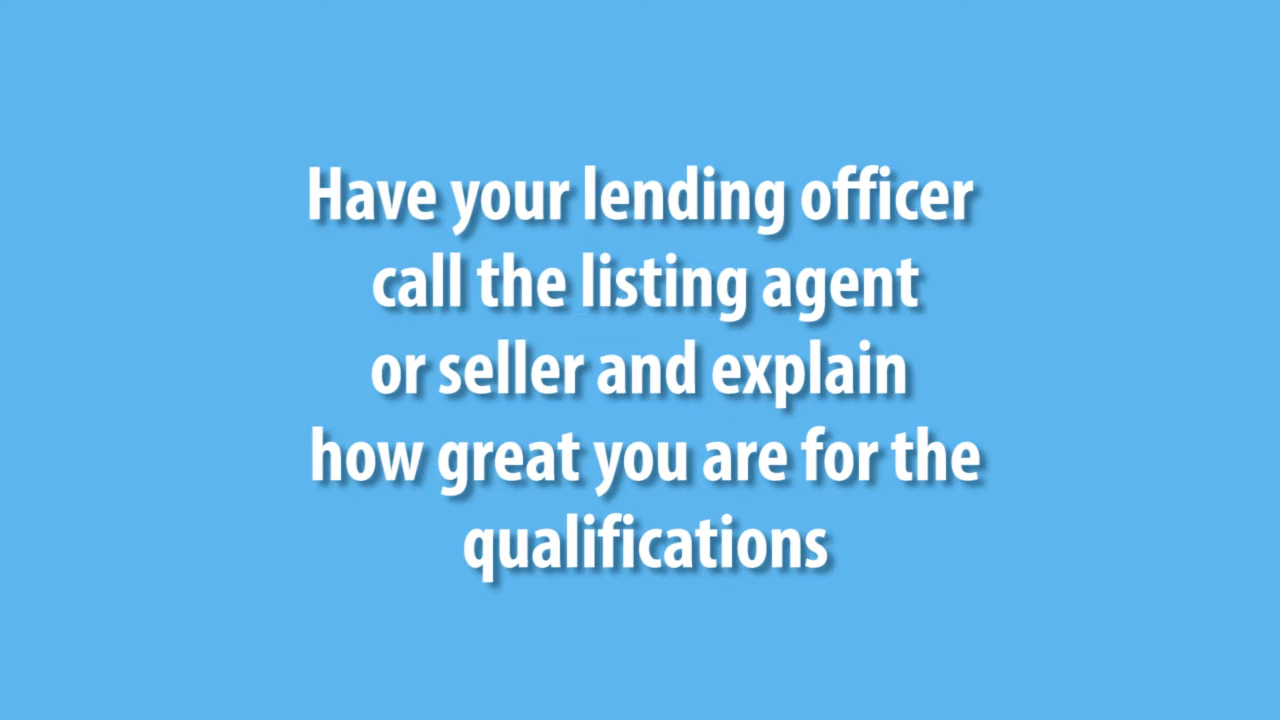 Have your lending officer
call the listing agent
or seller and explain
how great you are for the
qualifications